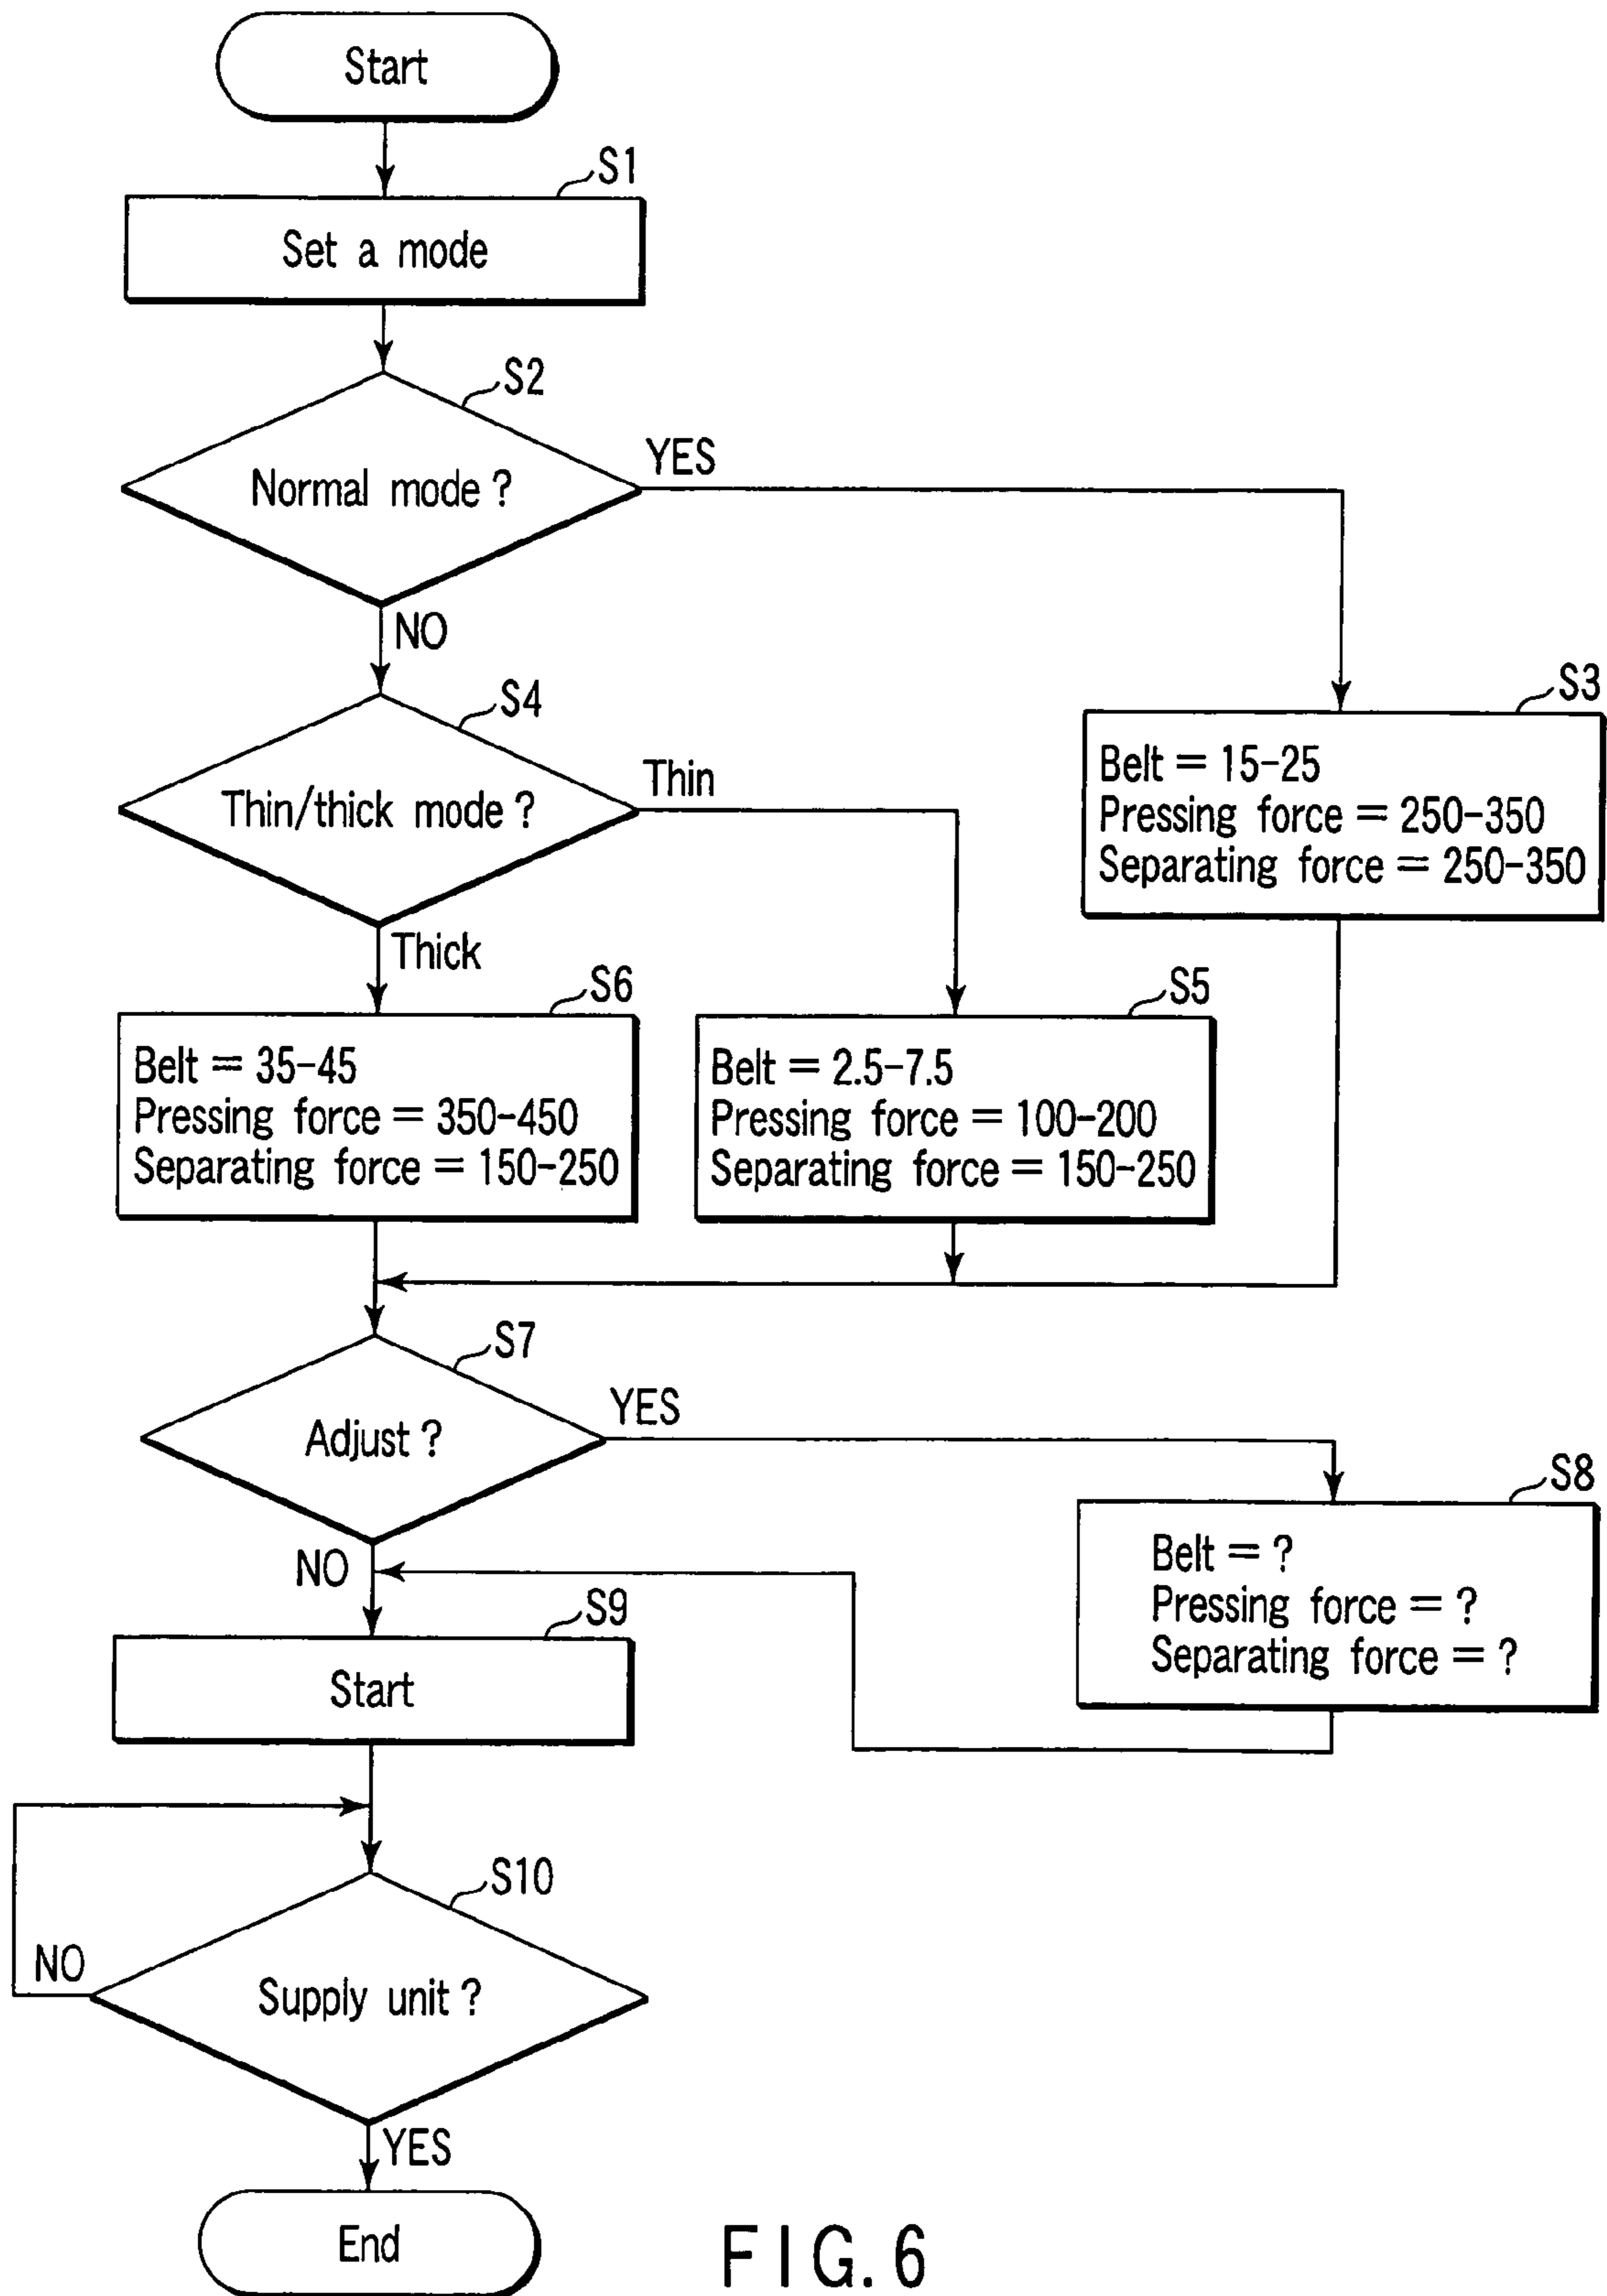 Start
S1
Set a mode
S2
Normal mode ?
YES
NO
S3
Belt = 15-25
Pressing force = 250-350
Separating force = 250-350
S4
Thin/thick mode ?
Thin
Thick
S6
Belt = 35-45
Pressing force = 350-450
Separating force = 150-250
S5
Belt = 2.5-7.5
Pressing force = 100-200
Separating force = 150-250
S7
Adjust ?
YES
NO
S8
Belt = ?
Pressing force = ?
Separating force = ?
S9
Start
S10
Supply unit ?
NO
YES
End
FIG. 6